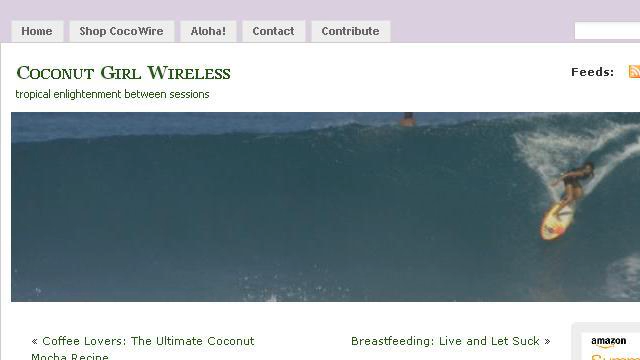 Home Shop CocoWire Aloha! Contact Contribute
Coconut Girl Wireless
Feeds:
tropical enlightenment between sessions
« Coffee Lovers: The Ultimate Coconut
Mocha Recipe
Breastfeeding: Live and Let Suck »
amazon